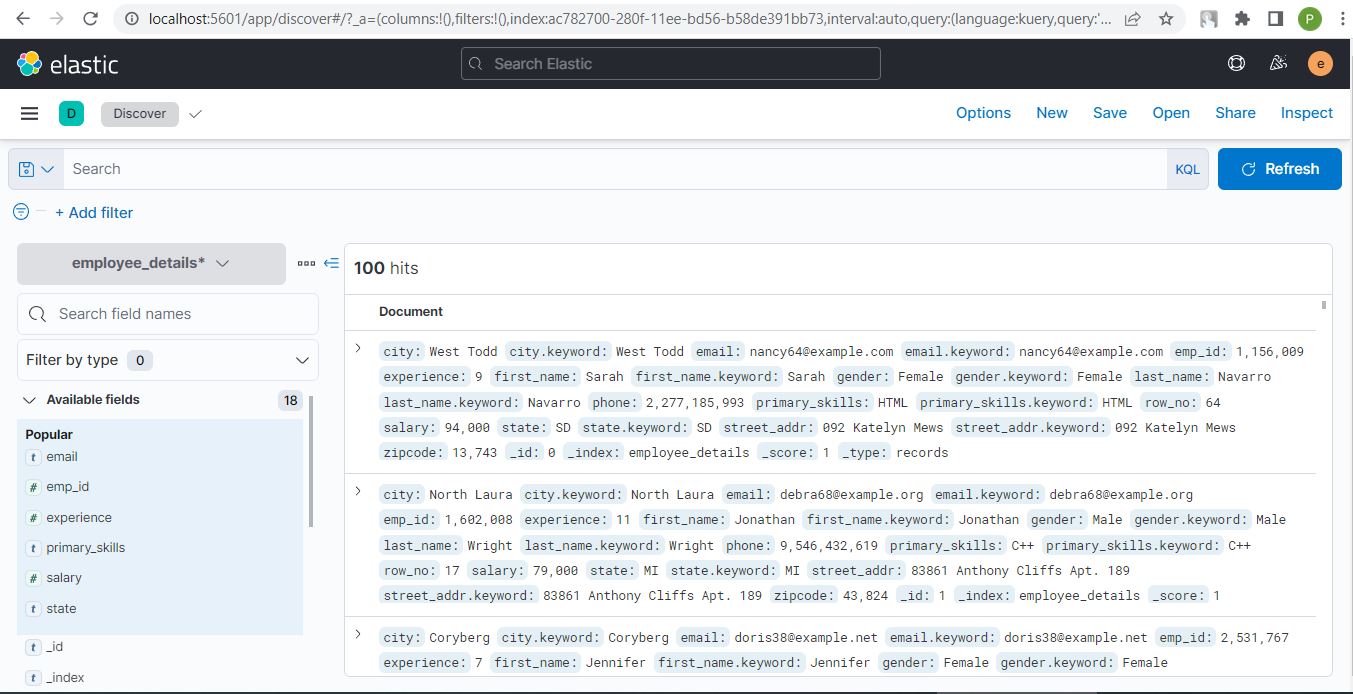 localhost:5601/app/discover#/?_a=(columns:!(),filters:!(),index:ac782700-280f-11ee-bd56-b58de391bb73,interval:auto,query:(language:kuery,query:'...
P
elastic
Search Elastic
e
D
Discover
Options New Save Open Share Inspect
Search
KQL
Refresh
+ Add filter
employee_details*
100 hits
Search field names
Document
Filter by type 0
Available fields 18
Popular
t email
# emp_id
# experience
t primary_skills
# salary
t state
t _id
t _index
city: West Todd city.keyword: West Todd email: nancy64@example.com email.keyword: nancy64@example.com emp_id: 1,156,009
experience: 9 first_name: Sarah first_name.keyword: Sarah gender: Female gender.keyword: Female last_name: Navarro
last_name.keyword: Navarro phone: 2,277,185,993 primary_skills: HTML primary_skills.keyword: HTML row_no: 64
salary: 94,000 state: SD state.keyword: SD street_addr: 092 Katelyn Mews street_addr.keyword: 092 Katelyn Mews
zipcode: 13,743 _id: 0 _index: employee_details _score: 1 _type: records
city: North Laura city.keyword: North Laura email: debra68@example.org email.keyword: debra68@example.org
emp_id: 1,602,008 experience: 11 first_name: Jonathan first_name.keyword: Jonathan gender: Male gender.keyword: Male
last_name: Wright last_name.keyword: Wright phone: 9,546,432,619 primary_skills: C++ primary_skills.keyword: C++
row_no: 17 salary: 79,000 state: MI state.keyword: MI street_addr: 83861 Anthony Cliffs Apt. 189
street_addr.keyword: 83861 Anthony Cliffs Apt. 189 zipcode: 43,824 _id: 1 _index: employee_details _score: 1
city: Coryberg city.keyword: Coryberg email: doris38@example.net email.keyword: doris38@example.net emp_id: 2,531,767
experience: 7 first_name: Jennifer first_name.keyword: Jennifer gender: Female gender.keyword: Female